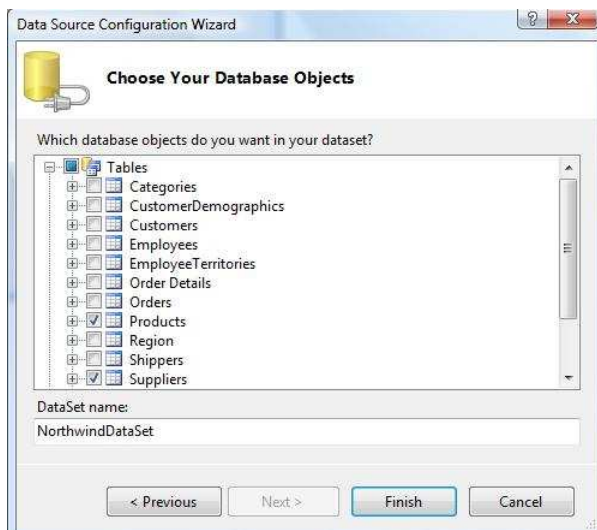 Data Source Configuration Wizard
Choose Your Database Objects
Which database objects do you want in your dataset?
Tables
Categories
CustomerDemographics
Customers
Employees
EmployeeTerritories
Order Details
Orders
Products
Region
Shippers
Suppliers
DataSet name:
NorthwindDataSet
< Previous
Next >
Finish
Cancel